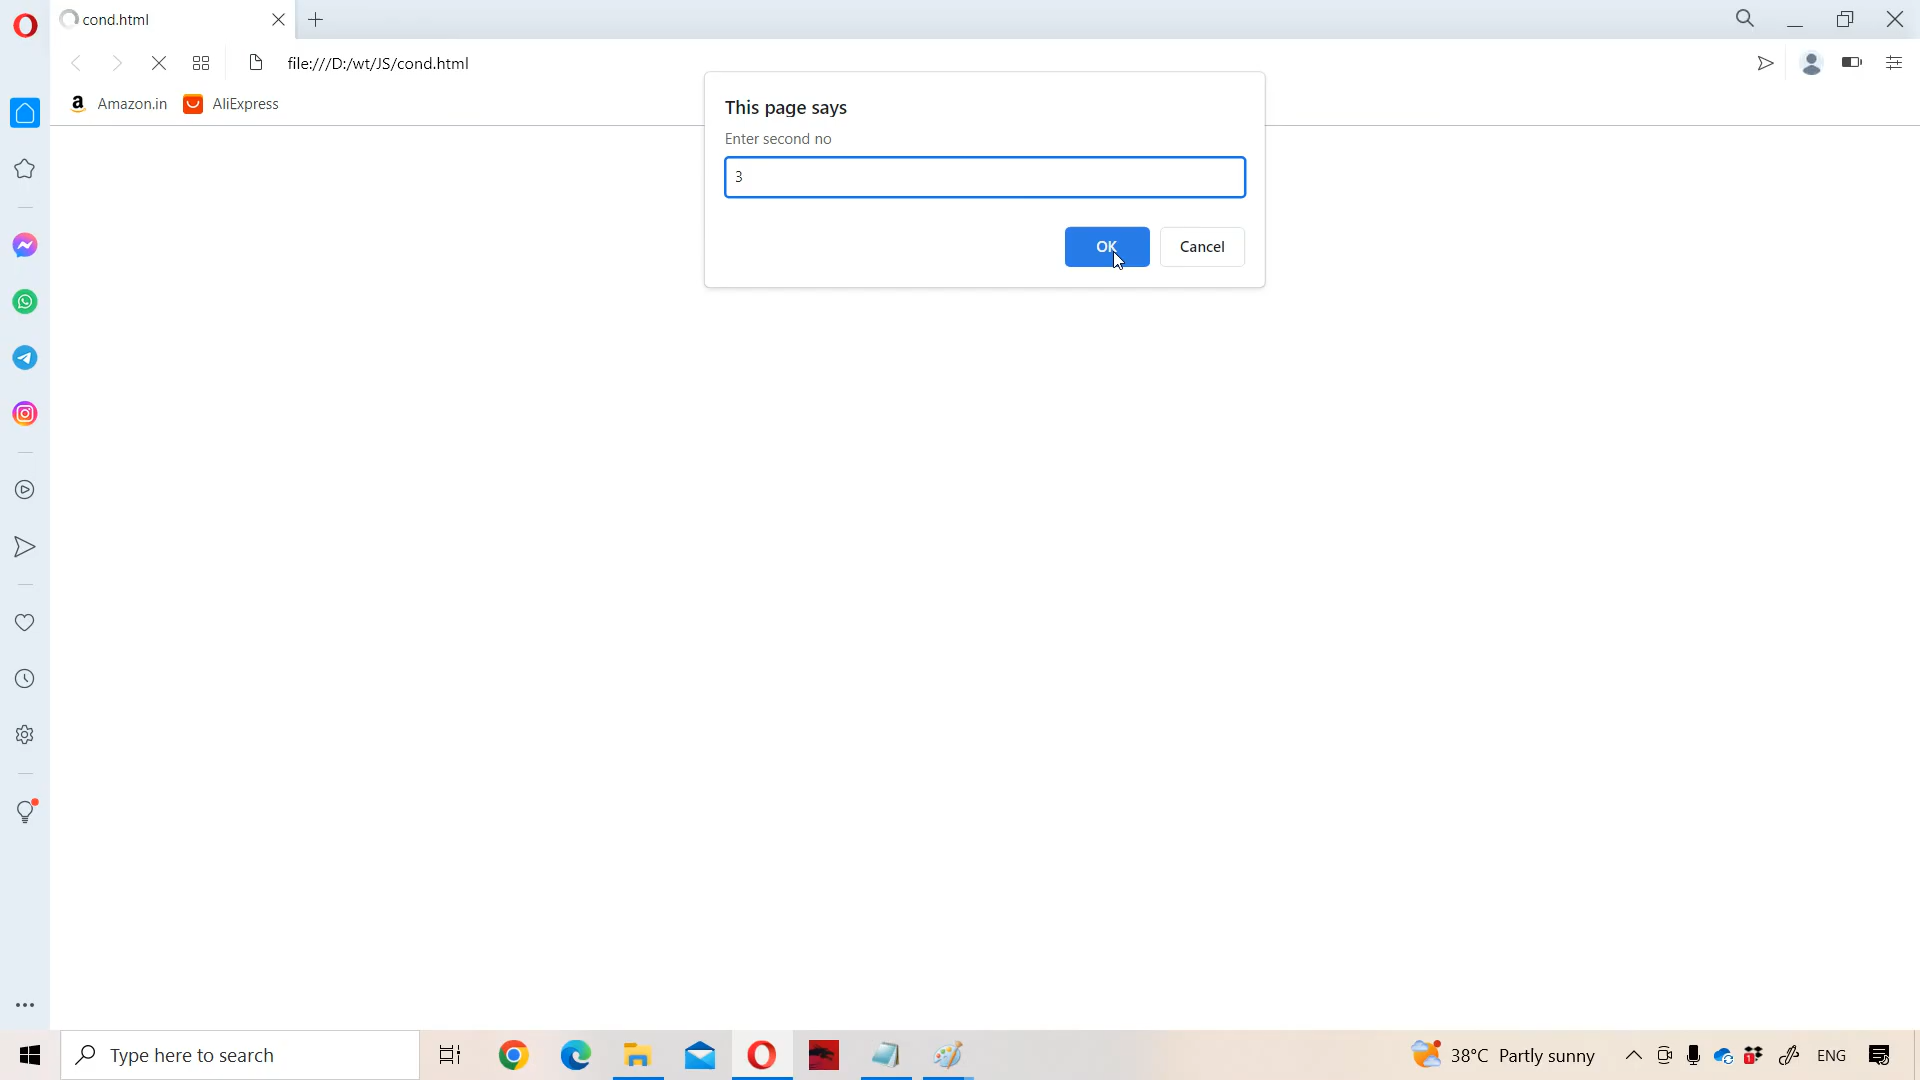 cond.html
file:///D:/wt/JS/cond.html
a Amazon.in AliExpress
This page says
Enter second no
3
OK Cancel
Type here to search
38°C Partly sunny
1
ENG